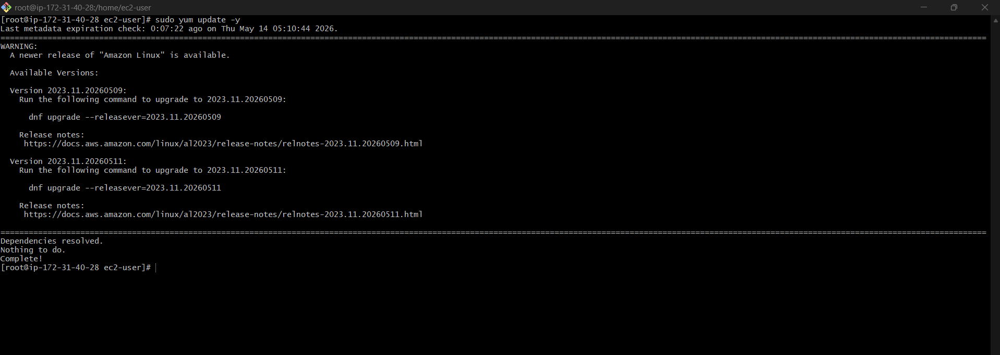 root@ip-172-31-40-28:/home/ec2-user
[root@ip-172-31-40-28 ec2-user]# sudo yum update -y
Last metadata expiration check: 0:07:22 ago on Thu May 14 05:10:44 2026.
================================================================================
WARNING:
  A newer release of "Amazon Linux" is available.

  Available Versions:

  Version 2023.11.20260509:
    Run the following command to upgrade to 2023.11.20260509:

      dnf upgrade --releasever=2023.11.20260509

    Release notes:
     https://docs.aws.amazon.com/linux/al2023/release-notes/relnotes-2023.11.20260509.html

  Version 2023.11.20260511:
    Run the following command to upgrade to 2023.11.20260511:

      dnf upgrade --releasever=2023.11.20260511

    Release notes:
     https://docs.aws.amazon.com/linux/al2023/release-notes/relnotes-2023.11.20260511.html

================================================================================
Dependencies resolved.
Nothing to do.
Complete!
[root@ip-172-31-40-28 ec2-user]#